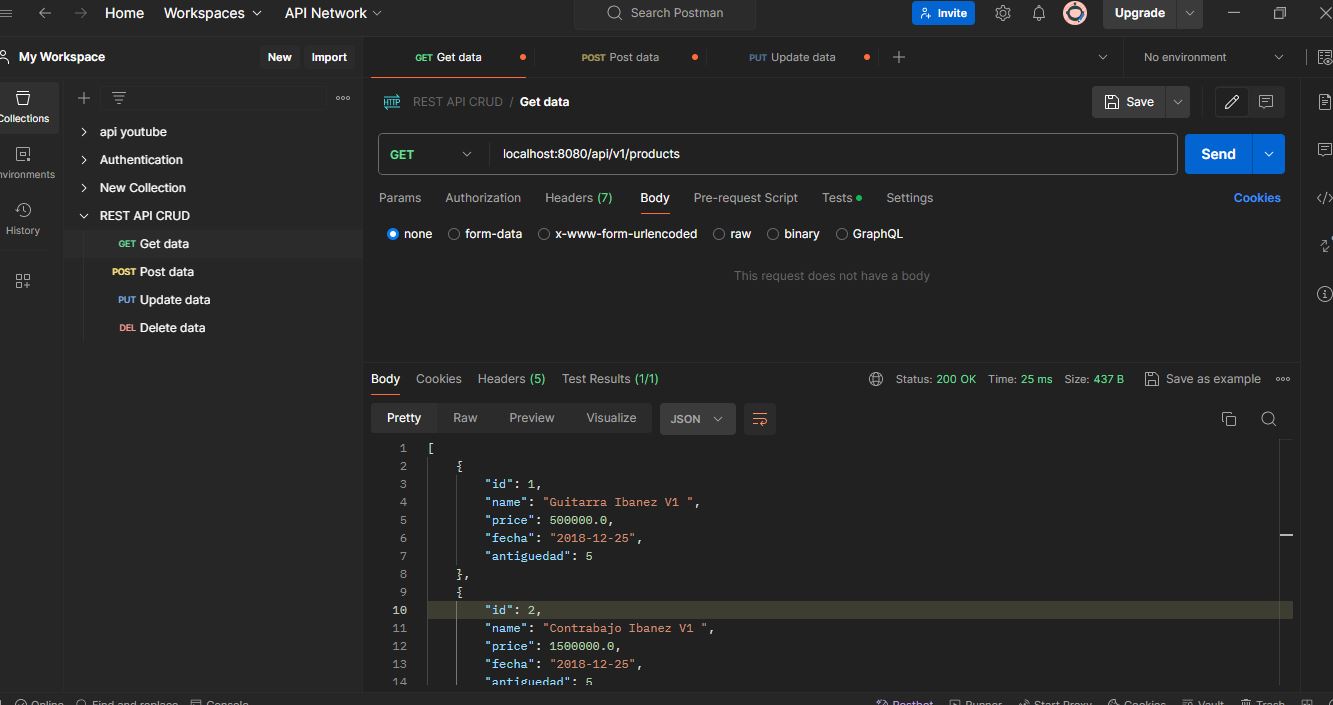 Home Workspaces API Network Search Postman Invite Upgrade
My Workspace New Import GET Get data POST Post data PUT Update data No environment
REST API CRUD / Get data Save
Collections
api youtube
Authentication
New Collection
REST API CRUD
GET Get data
POST Post data
PUT Update data
DEL Delete data
nvironments
History
GET localhost:8080/api/v1/products Send
Params Authorization Headers (7) Body Pre-request Script Tests Settings Cookies
none form-data x-www-form-urlencoded raw binary GraphQL
This request does not have a body
Body Cookies Headers (5) Test Results (1/1) Status: 200 OK Time: 25 ms Size: 437 B Save as example
Pretty Raw Preview Visualize JSON
1 [
2 {
3 "id": 1,
4 "name": "Guitarra Ibanez V1 ",
5 "price": 500000.0,
6 "fecha": "2018-12-25",
7 "antiguedad": 5
8 },
9 {
10 "id": 2,
11 "name": "Contrabajo Ibanez V1 ",
12 "price": 1500000.0,
13 "fecha": "2018-12-25",
14 "antiguedad": 5
Online Find and replace Console Postbot Runner Start Proxy Cookies Vault Trash